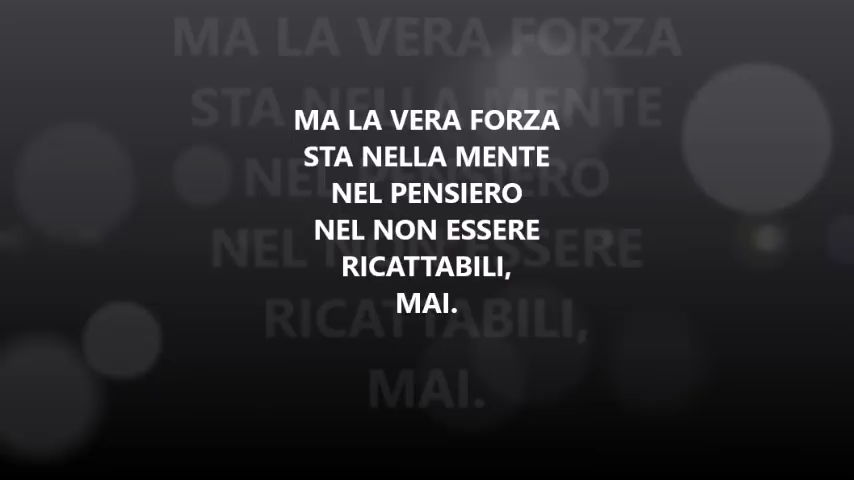 MA LA VERA FORZA
STA NELLA MENTE
NEL PENSIERO
NEL NON ESSERE
RICATTABILI,
MAI.